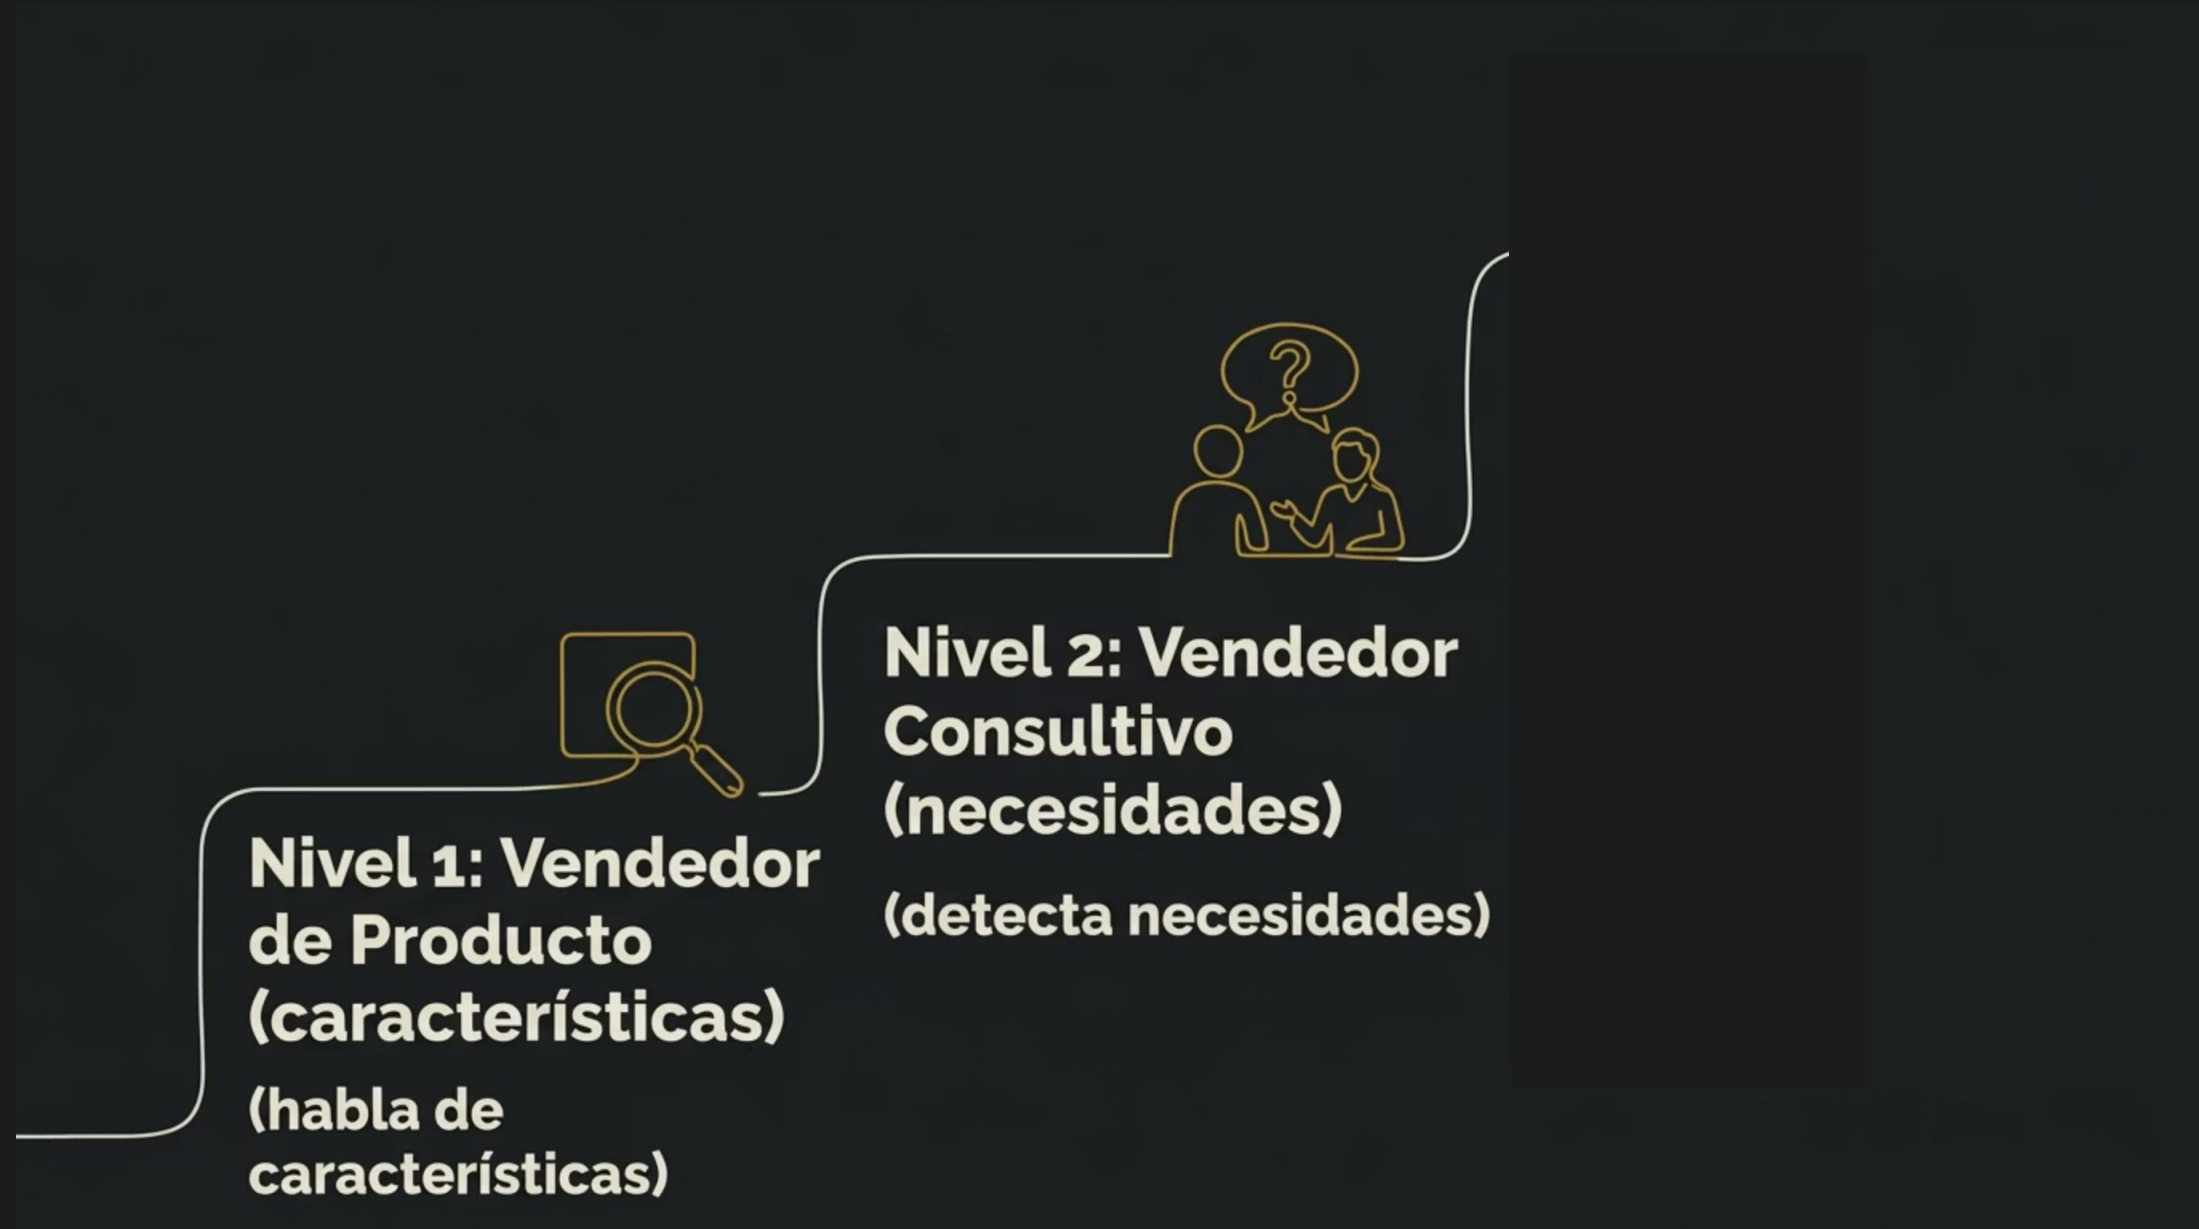 ?
Nivel 1: Vendedor
de Producto
(características)
(habla de
características)
Nivel 2: Vendedor
Consultivo
(necesidades)
(detecta necesidades)